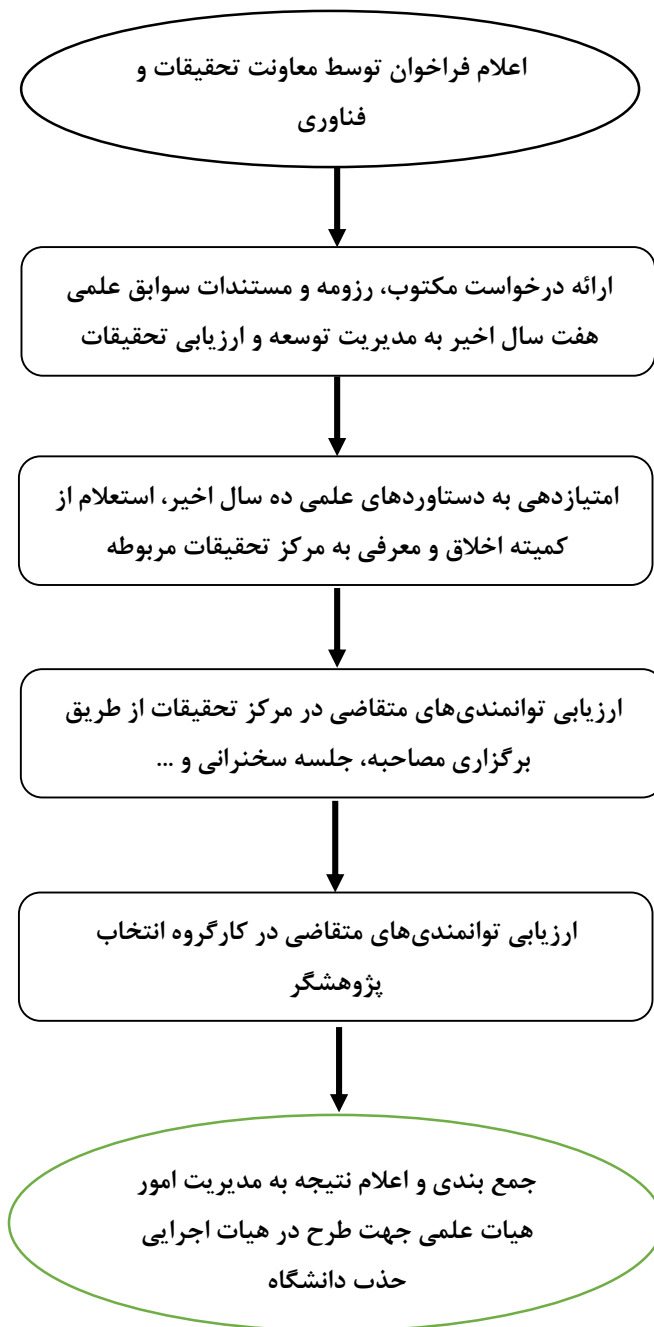 اعلام فراخوان توسط معاونت تحقیقات و
فناوری
ارائه درخواست مکتوب، رزومه و مستندات سوابق علمی
هفت سال اخیر به مدیریت توسعه و ارزیابی تحقیقات
امتیازدهی به دستاوردهای علمی ده سال اخیر، استعلام از
کمیته اخلاق و معرفی به مرکز تحقیقات مربوطه
ارزیابی توانمندی‌های متقاضی در مرکز تحقیقات از طریق
برگزاری مصاحبه، جلسه سخنرانی و ...
ارزیابی توانمندی‌های متقاضی در کارگروه انتخاب
پژوهشگر
جمع بندی و اعلام نتیجه به مدیریت امور
هیات علمی جهت طرح در هیات اجرایی
حذب دانشگاه